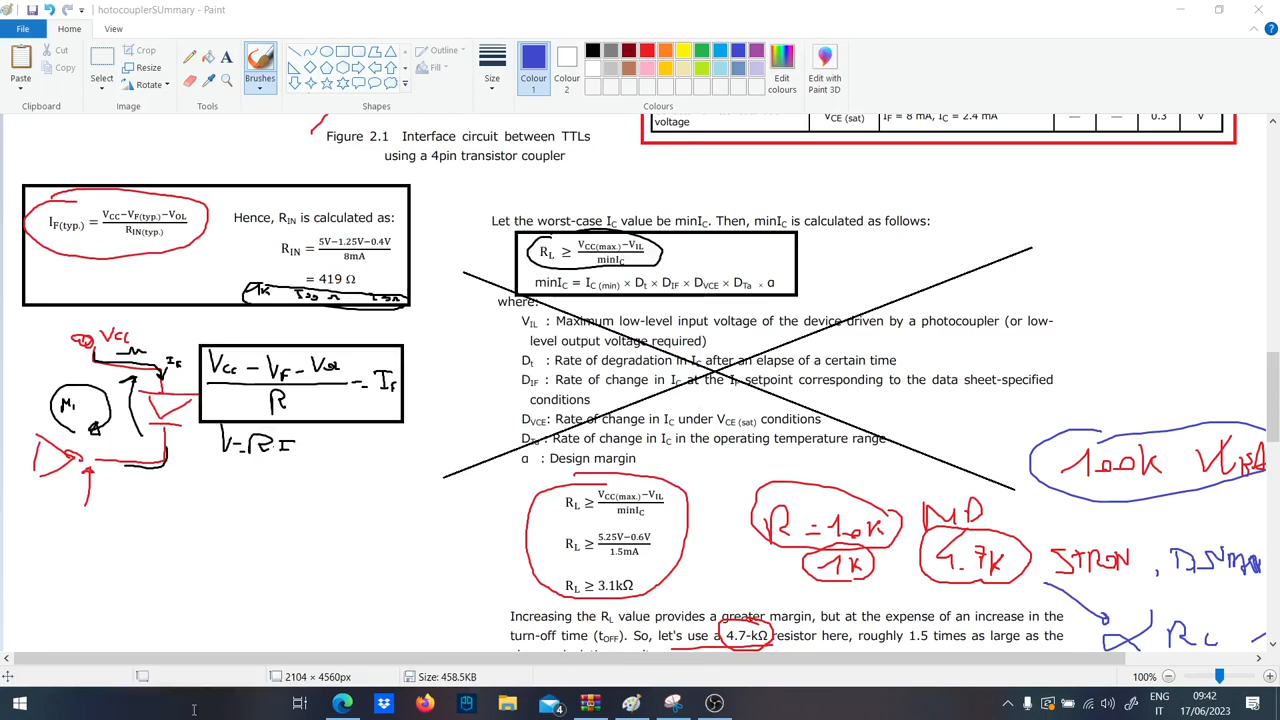 hotocouplerSUmmary - Paint
File Home View
Paste Cut Copy Clipboard
Select Crop Resize Rotate Image
Tools
Brushes
Shapes Outline Fill
Size
Colour 1 Colour 2 Edit colours Colours
Edit with Paint 3D
voltage VCE (sat) IF = 8 mA, IC = 2.4 mA — — 0.3 V
Figure 2.1 Interface circuit between TTLs
using a 4pin transistor coupler
IF(typ.) = VCC−VF(typ.)−VOL / RIN(typ.)
Hence, RIN is calculated as:
RIN = 5V−1.25V−0.4V / 8mA
= 419 Ω
1K
VCC
IF
M1
VCC - VF - VOL / R = IF
V=R.I
Let the worst-case IC value be minIC. Then, minIC is calculated as follows:
RL ≥ VCC(max.)−VIL / minIC
minIC = IC (min) × Dt × DIF × DVCE × DTa × α
where:
VIL : Maximum low-level input voltage of the device driven by a photocoupler (or low-
level output voltage required)
Dt : Rate of degradation in IC after an elapse of a certain time
DIF : Rate of change in IC at the IF setpoint corresponding to the data sheet-specified
conditions
DVCE: Rate of change in IC under VCE (sat) conditions
DTa : Rate of change in IC in the operating temperature range
α : Design margin
RL ≥ VCC(max.)−VIL / minIC
RL ≥ 5.25V−0.6V / 1.5mA
RL ≥ 3.1kΩ
R = 10K
1K
4.7K
100K
STRON
RL
Increasing the RL value provides a greater margin, but at the expense of an increase in the
turn-off time (tOFF). So, let's use a 4.7-kΩ resistor here, roughly 1.5 times as large as the
2104 × 4560px Size: 458.5KB 100%
ENG IT 09:42 17/06/2023